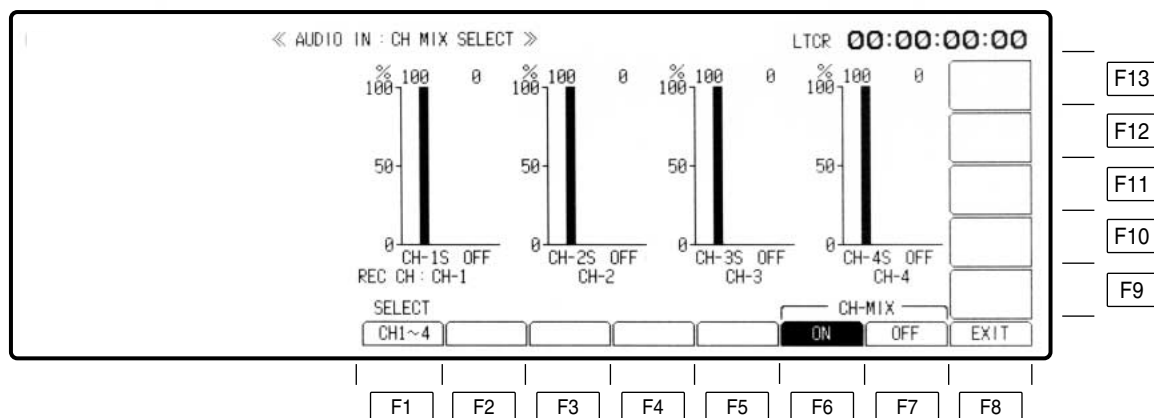 ≪ AUDIO IN : CH MIX SELECT ≫ LTCR 00:00:00:00
% 100 0 % 100 0 % 100 0 % 100 0
100 100 100 100
F13
F12
50 50 50 50
F11
F10
0 0 0 0
CH-1S OFF CH-2S OFF CH-3S OFF CH-4S OFF
REC CH : CH-1 CH-2 CH-3 CH-4
F9
SELECT CH-MIX
CH1~4 ON OFF EXIT
F1 F2 F3 F4 F5 F6 F7 F8